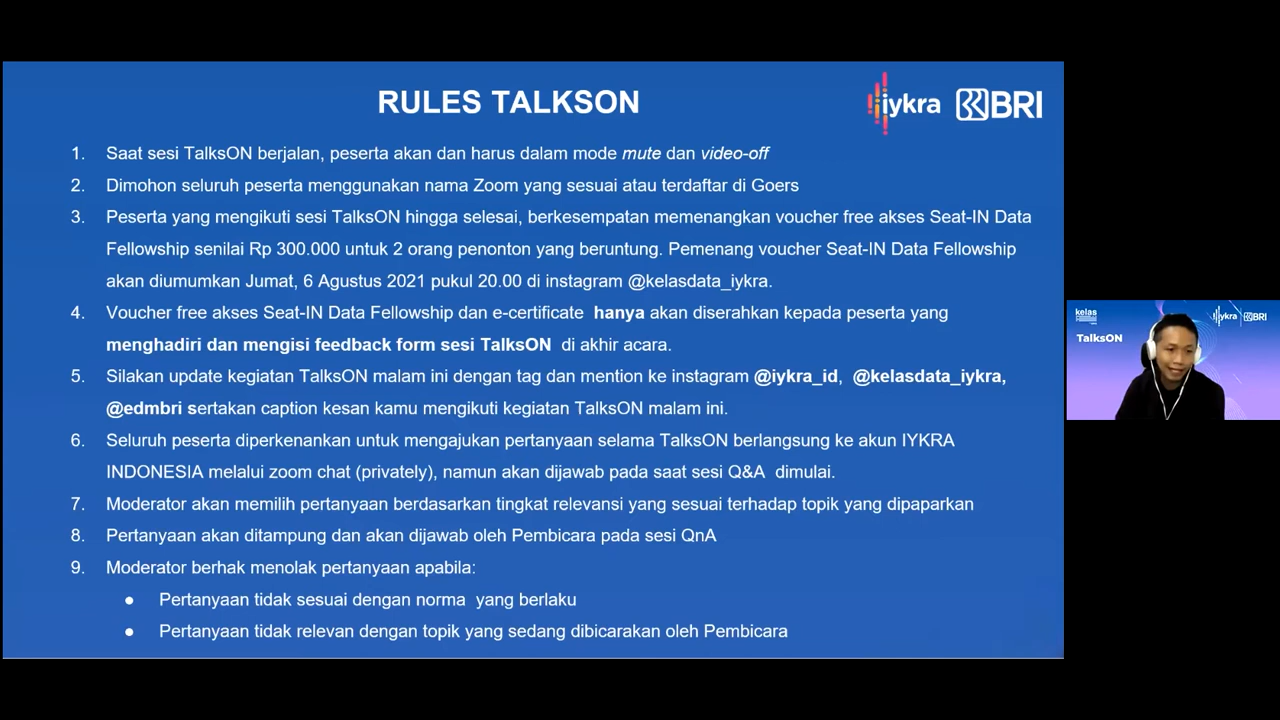 RULES TALKSON
iykra BRI
1. Saat sesi TalksON berjalan, peserta akan dan harus dalam mode mute dan video-off
2. Dimohon seluruh peserta menggunakan nama Zoom yang sesuai atau terdaftar di Goers
3. Peserta yang mengikuti sesi TalksON hingga selesai, berkesempatan memenangkan voucher free akses Seat-IN Data
Fellowship senilai Rp 300.000 untuk 2 orang penonton yang beruntung. Pemenang voucher Seat-IN Data Fellowship
akan diumumkan Jumat, 6 Agustus 2021 pukul 20.00 di instagram @kelasdata_iykra.
4. Voucher free akses Seat-IN Data Fellowship dan e-certificate hanya akan diserahkan kepada peserta yang
menghadiri dan mengisi feedback form sesi TalksON di akhir acara.
5. Silakan update kegiatan TalksON malam ini dengan tag dan mention ke instagram @iykra_id, @kelasdata_iykra,
@edmbri sertakan caption kesan kamu mengikuti kegiatan TalksON malam ini.
6. Seluruh peserta diperkenankan untuk mengajukan pertanyaan selama TalksON berlangsung ke akun IYKRA
INDONESIA melalui zoom chat (privately), namun akan dijawab pada saat sesi Q&A dimulai.
7. Moderator akan memilih pertanyaan berdasarkan tingkat relevansi yang sesuai terhadap topik yang dipaparkan
8. Pertanyaan akan ditampung dan akan dijawab oleh Pembicara pada sesi QnA
9. Moderator berhak menolak pertanyaan apabila:
● Pertanyaan tidak sesuai dengan norma yang berlaku
● Pertanyaan tidak relevan dengan topik yang sedang dibicarakan oleh Pembicara
kelas
iykra BRI
TalksON